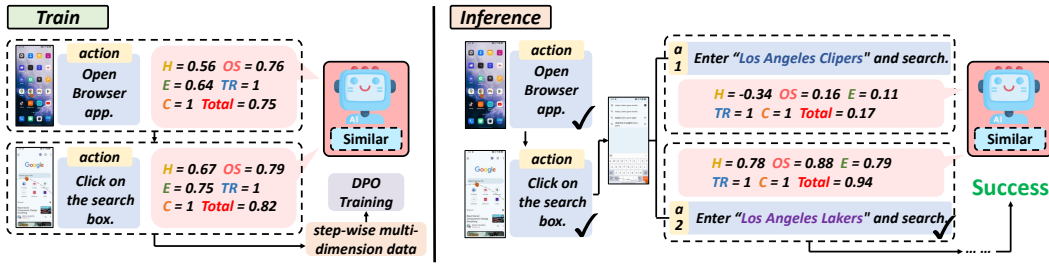 Train
action
Open
Browser
app.
H = 0.56 OS = 0.76
E = 0.64 TR = 1
C = 1 Total = 0.75
AI
Similar
action
Click on
the search
box.
Google
H = 0.67 OS = 0.79
E = 0.75 TR = 1
C = 1 Total = 0.82
DPO
Training
step-wise multi-
dimension data
Inference
action
Open
Browser
app.
action
Click on
the search
box.
Google
a
1
Enter “Los Angeles Clipers" and search.
H = -0.34 OS = 0.16 E = 0.11
TR = 1 C = 1 Total = 0.17
H = 0.78 OS = 0.88 E = 0.79
TR = 1 C = 1 Total = 0.94
a
2
Enter “Los Angeles Lakers" and search.
AI
Similar
Success
... ...